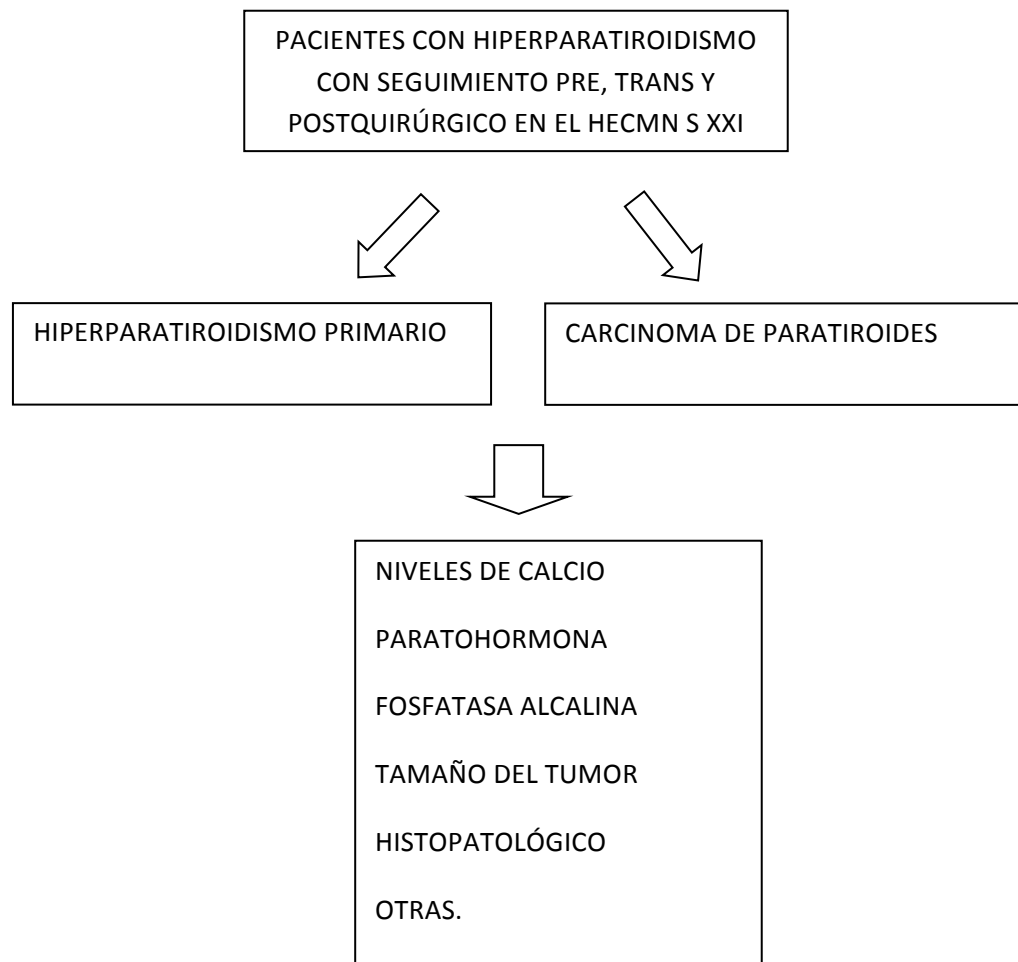 PACIENTES CON HIPERPARATIROIDISMO
CON SEGUIMIENTO PRE, TRANS Y
POSTQUIRÚRGICO EN EL HECMN S XXI
HIPERPARATIROIDISMO PRIMARIO
CARCINOMA DE PARATIROIDES
NIVELES DE CALCIO
PARATOHORMONA
FOSFATASA ALCALINA
TAMAÑO DEL TUMOR
HISTOPATOLÓGICO
OTRAS.